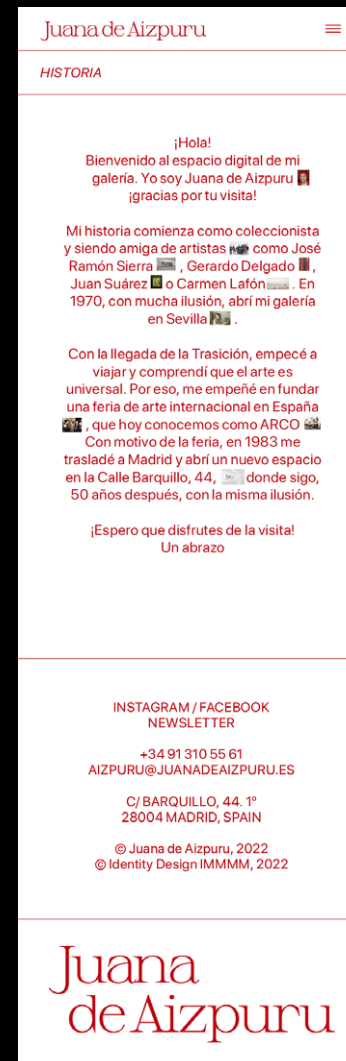 Juana de Aizpuru
HISTORIA
¡Hola!
Bienvenido al espacio digital de mi
galería. Yo soy Juana de Aizpuru
¡gracias por tu visita!
Mi historia comienza como coleccionista
y siendo amiga de artistas como José
Ramón Sierra , Gerardo Delgado ,
Juan Suárez o Carmen Lafón . En
1970, con mucha ilusión, abrí mi galería
en Sevilla .
Con la llegada de la Trasición, empecé a
viajar y comprendí que el arte es
universal. Por eso, me empeñé en fundar
una feria de arte internacional en España
, que hoy conocemos como ARCO
Con motivo de la feria, en 1983 me
trasladé a Madrid y abrí un nuevo espacio
en la Calle Barquillo, 44, donde sigo,
50 años después, con la misma ilusión.
¡Espero que disfrutes de la visita!
Un abrazo
INSTAGRAM / FACEBOOK
NEWSLETTER
+34 91 310 55 61
AIZPURU@JUANADEAIZPURU.ES
C/ BARQUILLO, 44. 1º
28004 MADRID, SPAIN
© Juana de Aizpuru, 2022
© Identity Design IMMMM, 2022
Juana
de Aizpuru